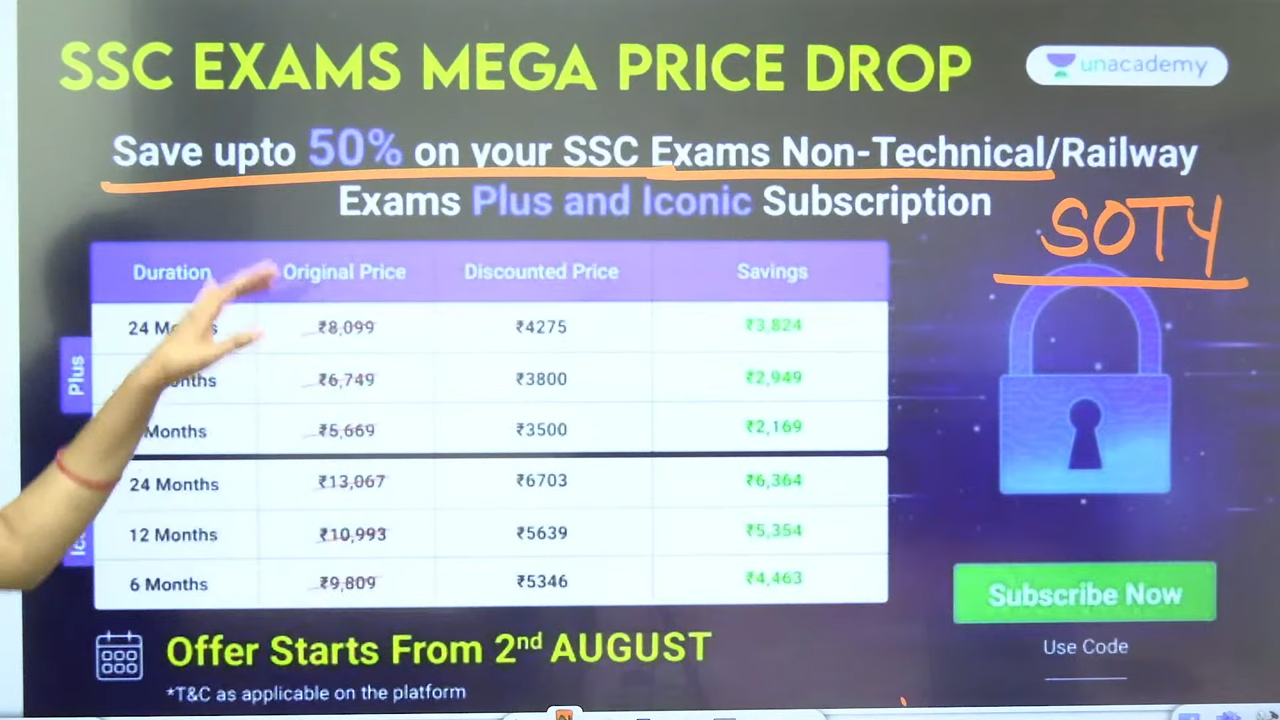 SSC EXAMS MEGA PRICE DROP
unacademy
Save upto 50% on your SSC Exams Non-Technical/Railway
Exams Plus and Iconic Subscription
SOTY
Duration Original Price Discounted Price Savings
Plus
24 ₹8,099 ₹4275 ₹3,824
₹6,749 ₹3800 ₹2,949
Months ₹5,669 ₹3500 ₹2,169
24 Months ₹13,067 ₹6703 ₹6,364
12 Months ₹10,993 ₹5639 ₹5,354
6 Months ₹9,809 ₹5346 ₹4,463
Subscribe Now
Use Code
Offer Starts From 2nd AUGUST
*T&C as applicable on the platform